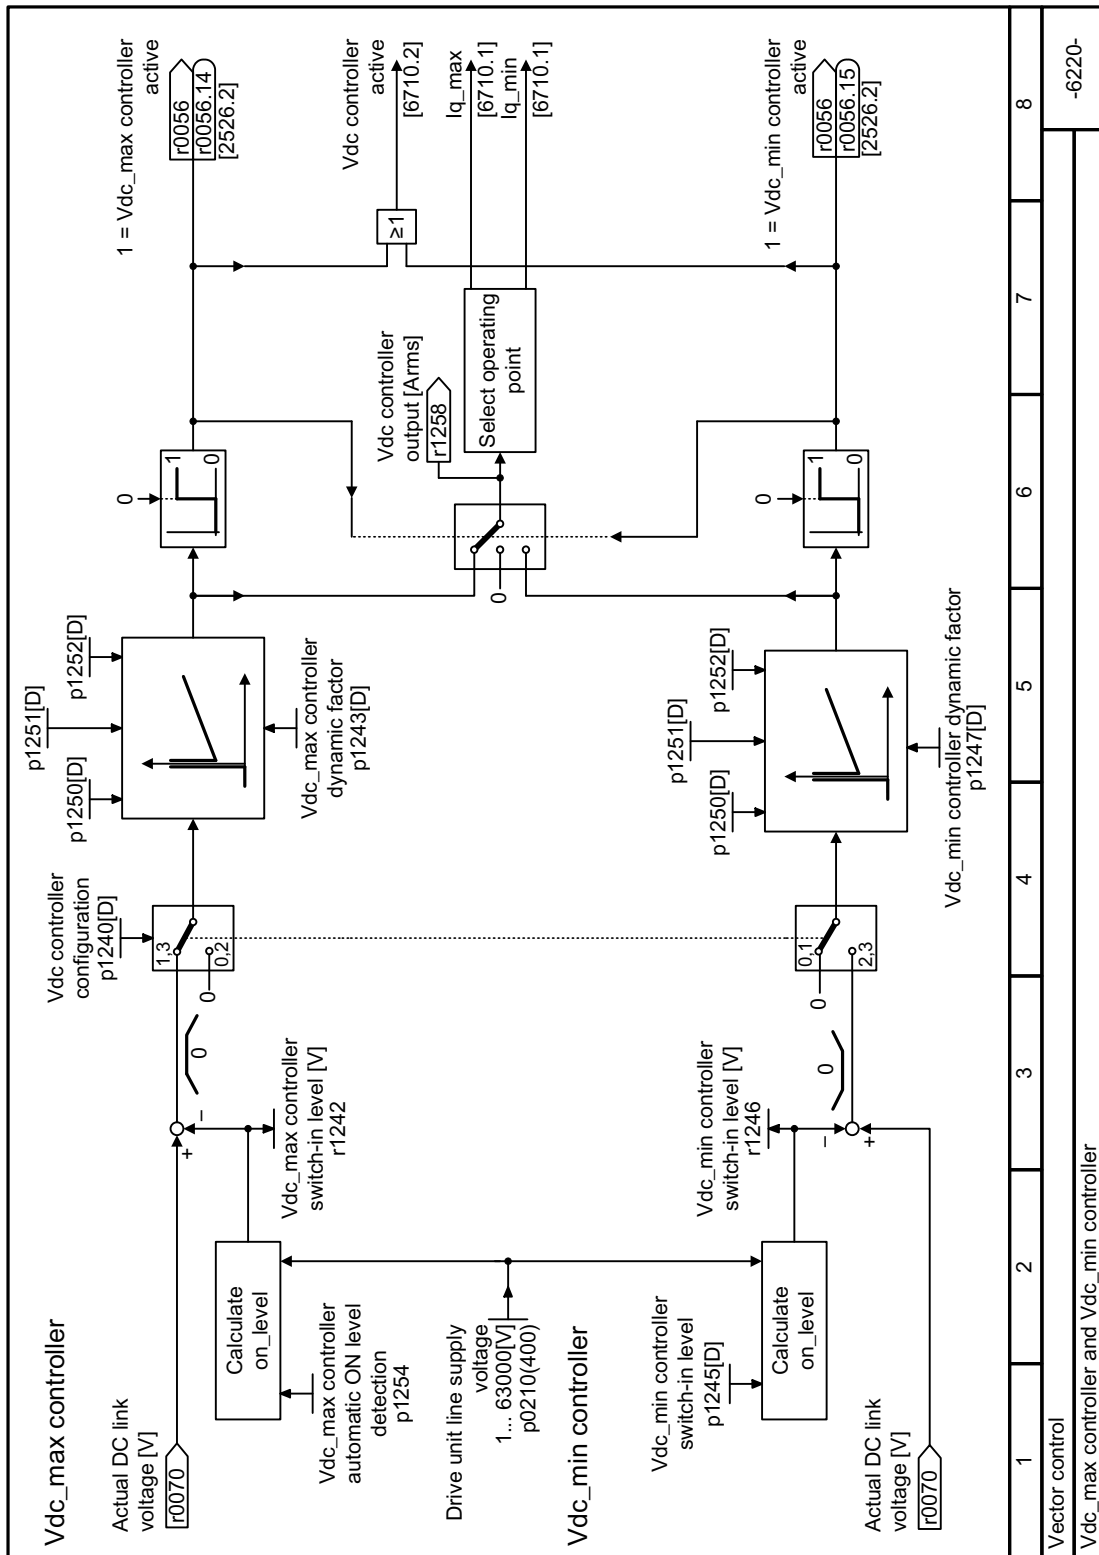 Vdc_max controller
Actual DC link
voltage [V]
r0070
Calculate
on_level
Vdc_max controller
automatic ON level
detection
p1254
+
–
Vdc_max controller
switch-in level [V]
r1242
0
Vdc controller
configuration
p1240[D]
1,3
0,2
0
p1250[D]
p1251[D]
p1252[D]
Vdc_max controller
dynamic factor
p1243[D]
0
1
0
1 = Vdc_max controller
active
r0056
r0056.14
[2526.2]
Drive unit line supply
voltage
1... 63000[V]
p0210(400)
0
Vdc controller
output [Arms]
r1258
Select operating
point
≥1
Vdc controller
active
[6710.2]
Iq_max
[6710.1]
Iq_min
[6710.1]
Vdc_min controller
Vdc_min controller
switch-in level
p1245[D]
Calculate
on_level
Vdc_min controller
switch-in level [V]
r1246
–
+
Actual DC link
voltage [V]
r0070
0
0
0,1
2,3
p1250[D]
p1251[D]
p1252[D]
Vdc_min controller dynamic factor
p1247[D]
0
1
0
1 = Vdc_min controller
active
r0056
r0056.15
[2526.2]
1
2
3
4
5
6
7
8
Vector control
Vdc_max controller and Vdc_min controller
-6220-